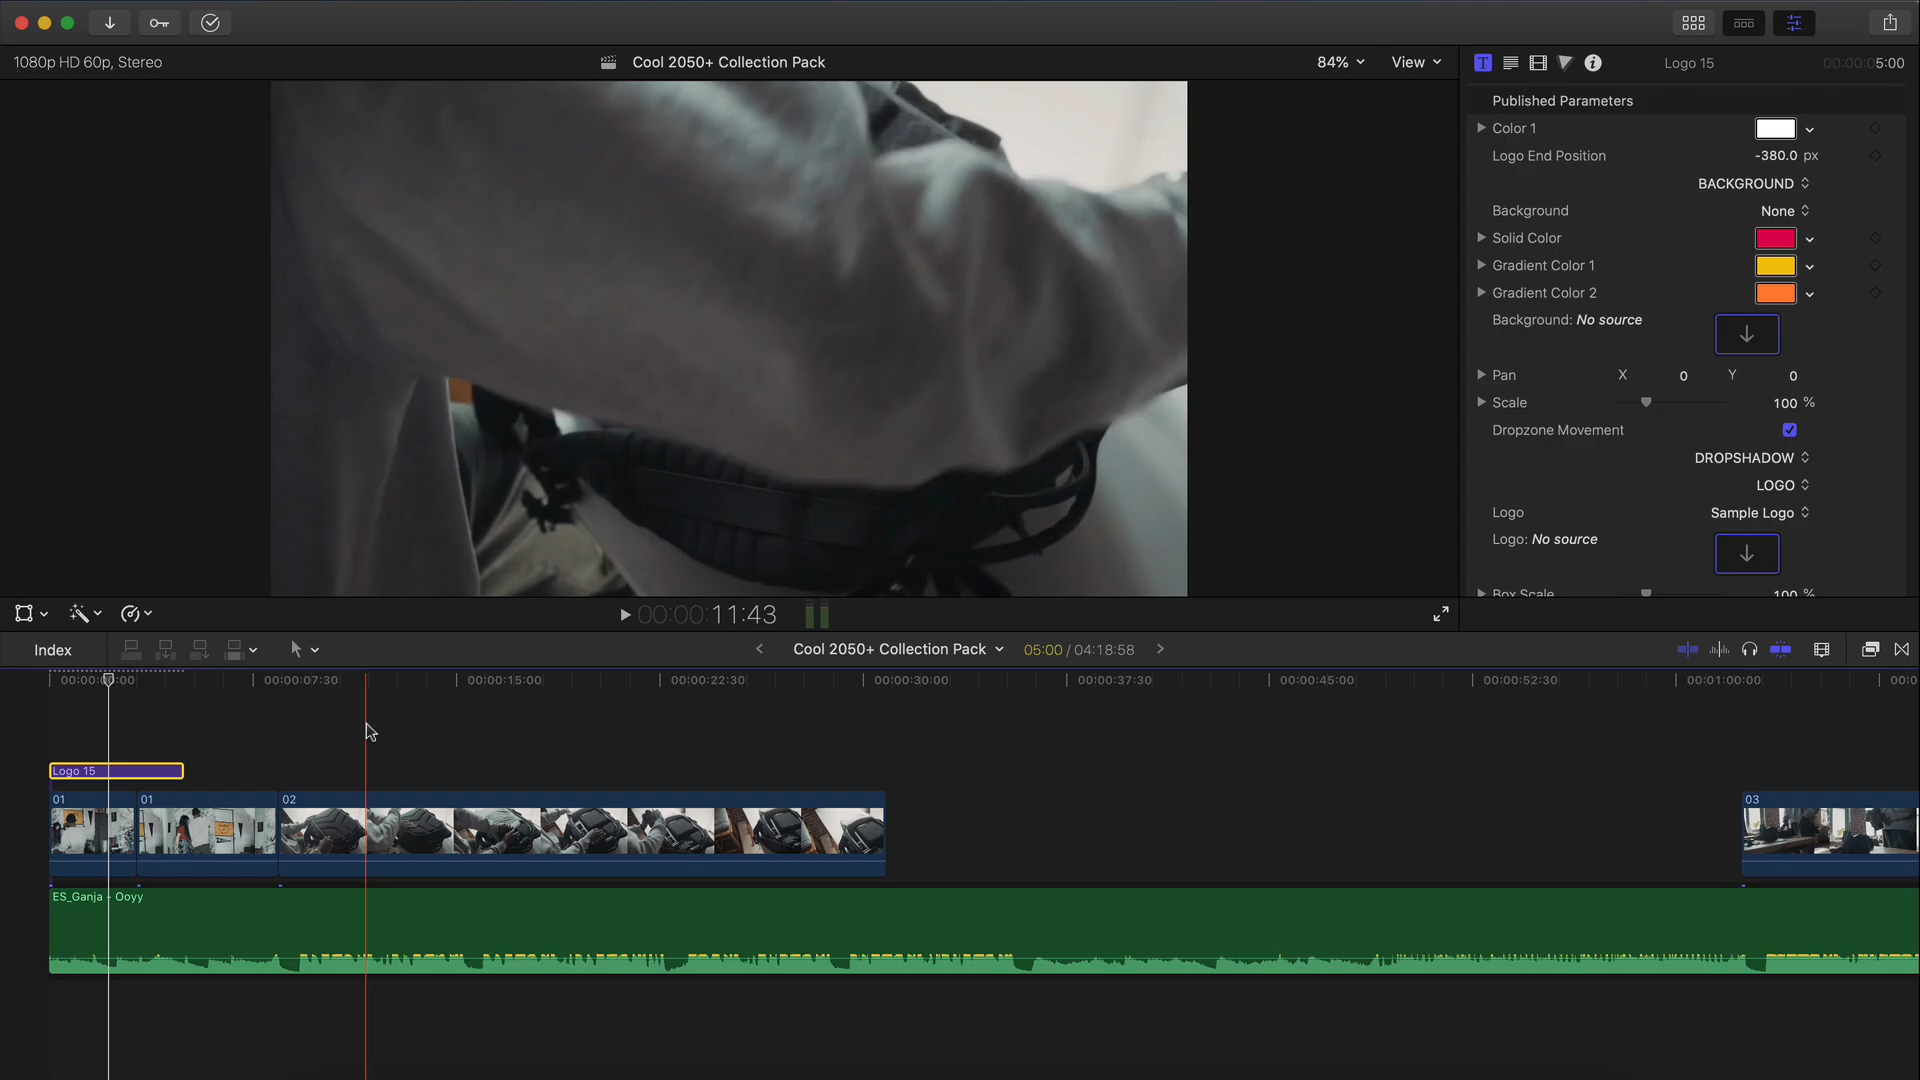 1080p HD 60p, Stereo
Cool 2050+ Collection Pack
84%
View
Logo 15
00:00:05:00
Published Parameters
Color 1
Logo End Position
-380.0 px
BACKGROUND
Background
None
Solid Color
Gradient Color 1
Gradient Color 2
Background: No source
Pan
X
0
Y
0
Scale
100 %
Dropzone Movement
DROPSHADOW
LOGO
Logo
Sample Logo
Logo: No source
Box Scale
100 %
00:00:11:43
Index
Cool 2050+ Collection Pack
05:00 / 04:18:58
00:00:00:00
00:00:07:30
00:00:15:00
00:00:22:30
00:00:30:00
00:00:37:30
00:00:45:00
00:00:52:30
00:01:00:00
00:0
Logo 15
01
01
02
03
ES_Ganja - Ooyy